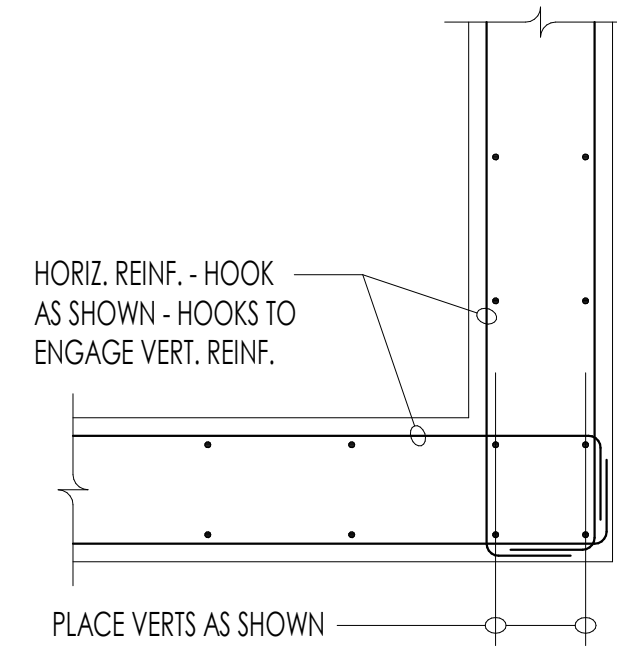 HORIZ. REINF. - HOOK
AS SHOWN - HOOKS TO
ENGAGE VERT. REINF.
PLACE VERTS AS SHOWN